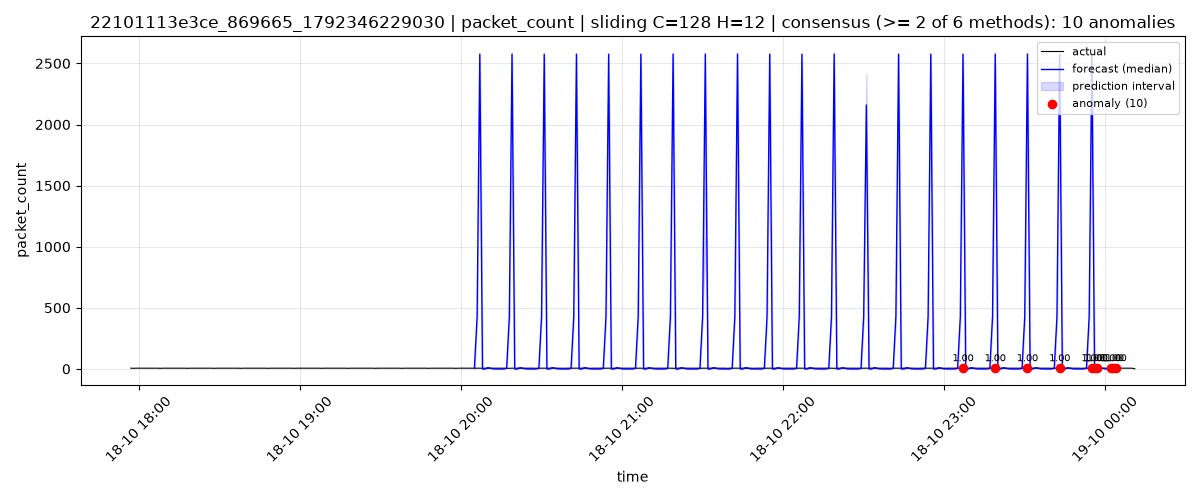 22101113e3ce_869665_1792346229030 | packet_count | sliding C=128 H=12 | consensus (>= 2 of 6 methods): 10 anomalies
actual
forecast (median)
prediction interval
anomaly (10)
packet_count
2500
2000
1500
1000
500
0
1.00 1.00 1.00 1.00
18-10 18:00
18-10 19:00
18-10 20:00
18-10 21:00
18-10 22:00
18-10 23:00
19-10 00:00
time